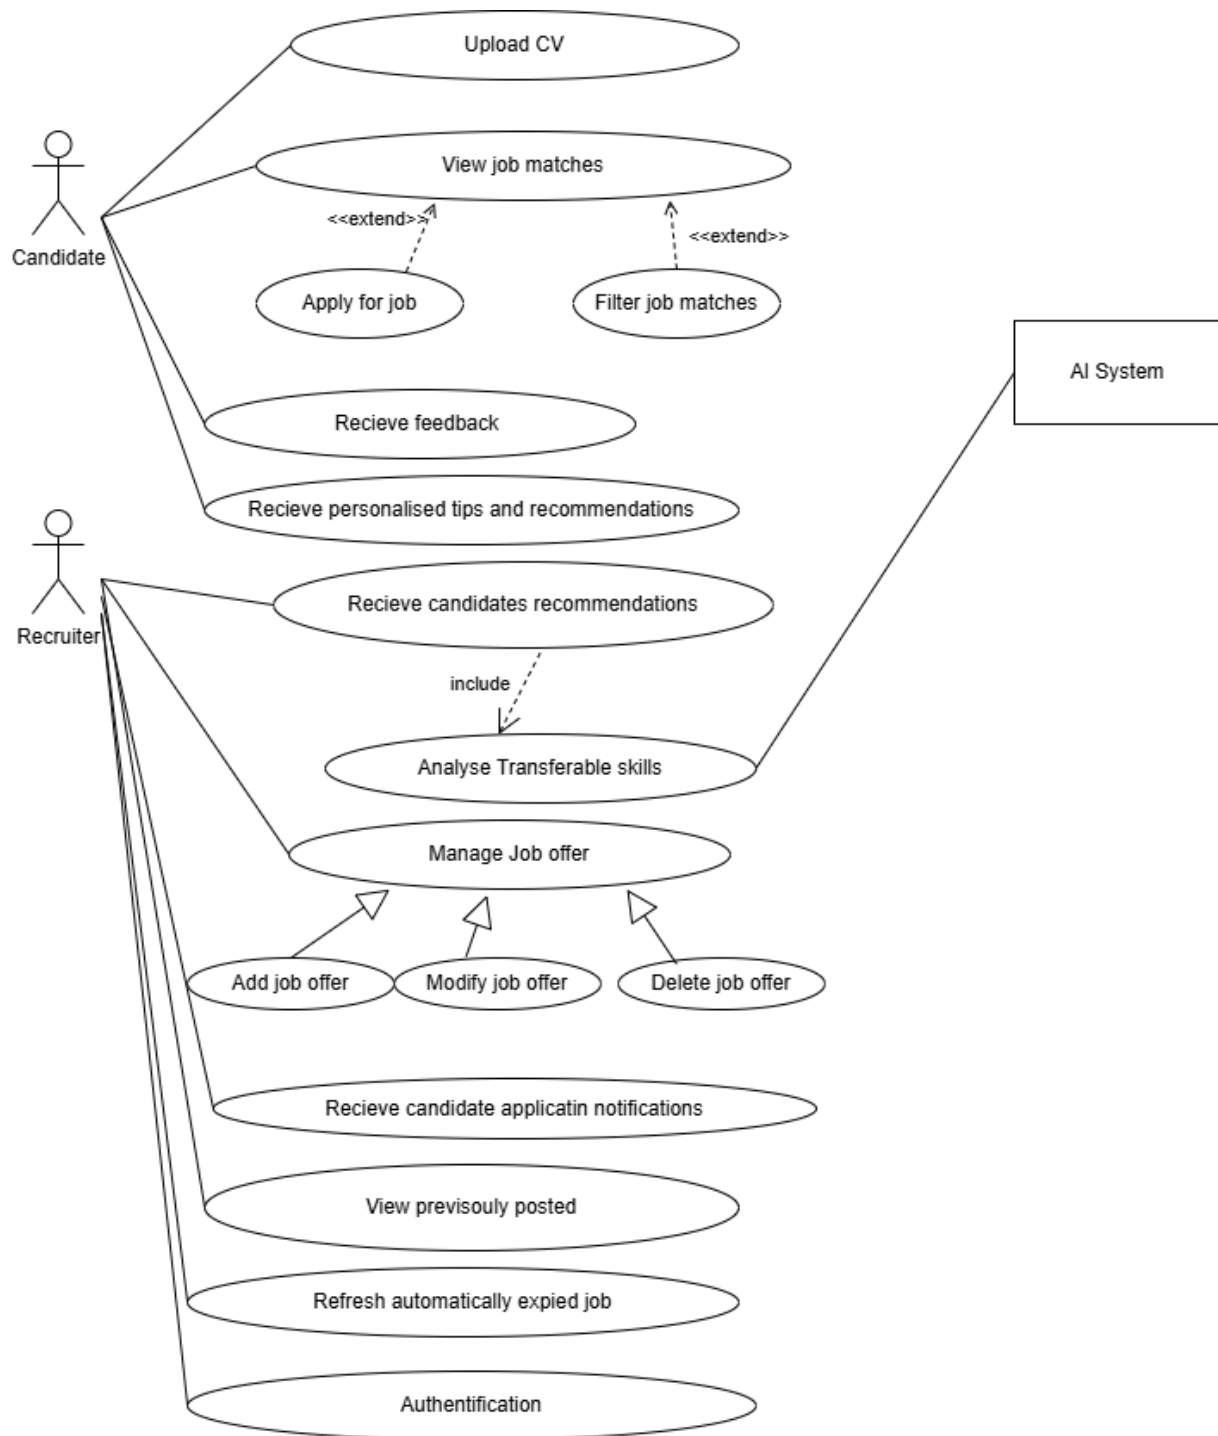 Upload CV
View job matches
<<extend>>
<<extend>>
Candidate
Apply for job
Filter job matches
AI System
Recieve feedback
Recieve personalised tips and recommendations
Recieve candidates recommendations
Recruiter
include
Analyse Transferable skills
Manage Job offer
Add job offer
Modify job offer
Delete job offer
Recieve candidate applicatin notifications
View previsouly posted
Refresh automatically expied job
Authentification